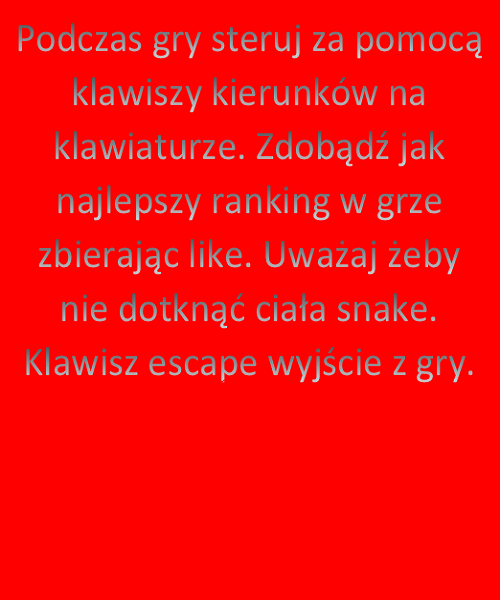 Podczas gry steruj za pomocą
klawiszy kierunków na
klawiaturze. Zdobądź jak
najlepszy ranking w grze
zbierając like. Uważaj żeby
nie dotknąć ciała snake.
Klawisz escape wyjście z gry.